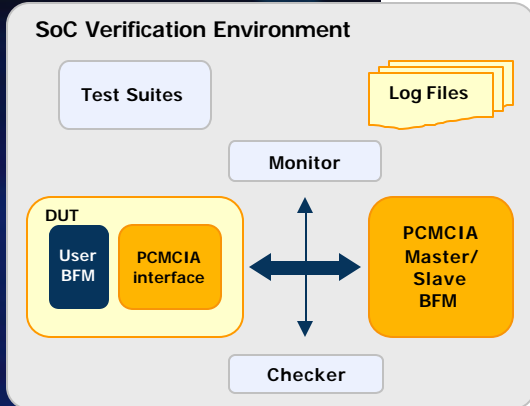 SoC Verification Environment
Test Suites
Log Files
Monitor
DUT
User
BFM
PCMCIA
interface
PCMCIA
Master/
Slave
BFM
Checker